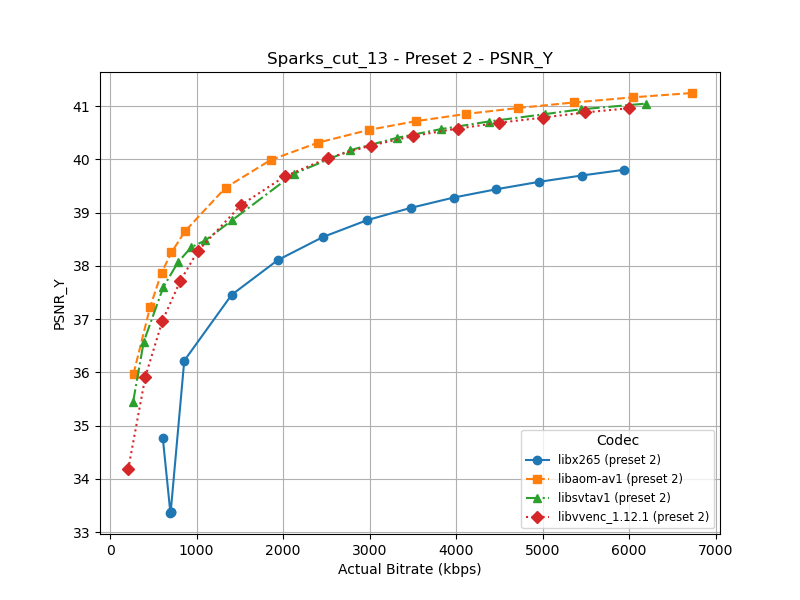 Sparks_cut_13 - Preset 2 - PSNR_Y
PSNR_Y
41
40
39
38
37
36
35
34
33
0 1000 2000 3000 4000 5000 6000 7000
Actual Bitrate (kbps)
Codec
libx265 (preset 2)
libaom-av1 (preset 2)
libsvtav1 (preset 2)
libvvenc_1.12.1 (preset 2)